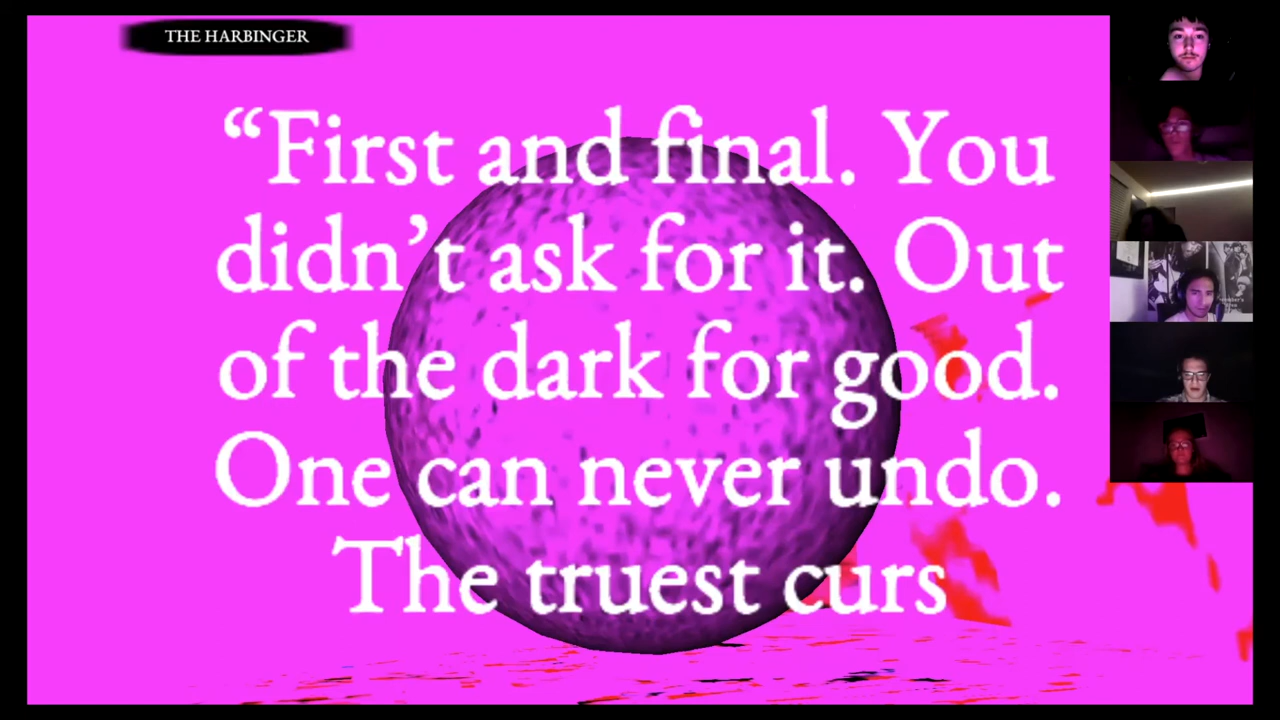 THE HARBINGER
“First and final. You
didn’t ask for it. Out
of the dark for good.
One can never undo.
The truest curs